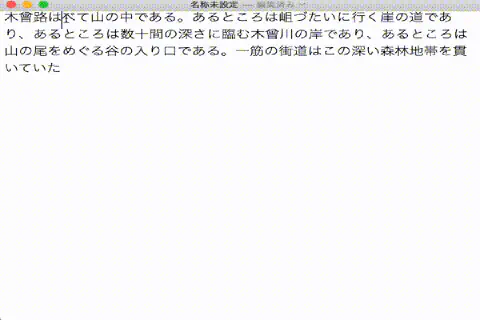 名称未設定 — 編集済み
木曾路はべて山の中である。あるところは岨づたいに行く崖の道であ
り、あるところは数十間の深さに臨む木曾川の岸であり、あるところは
山の尾をめぐる谷の入り口である。一筋の街道はこの深い森林地帯を貫
いていた